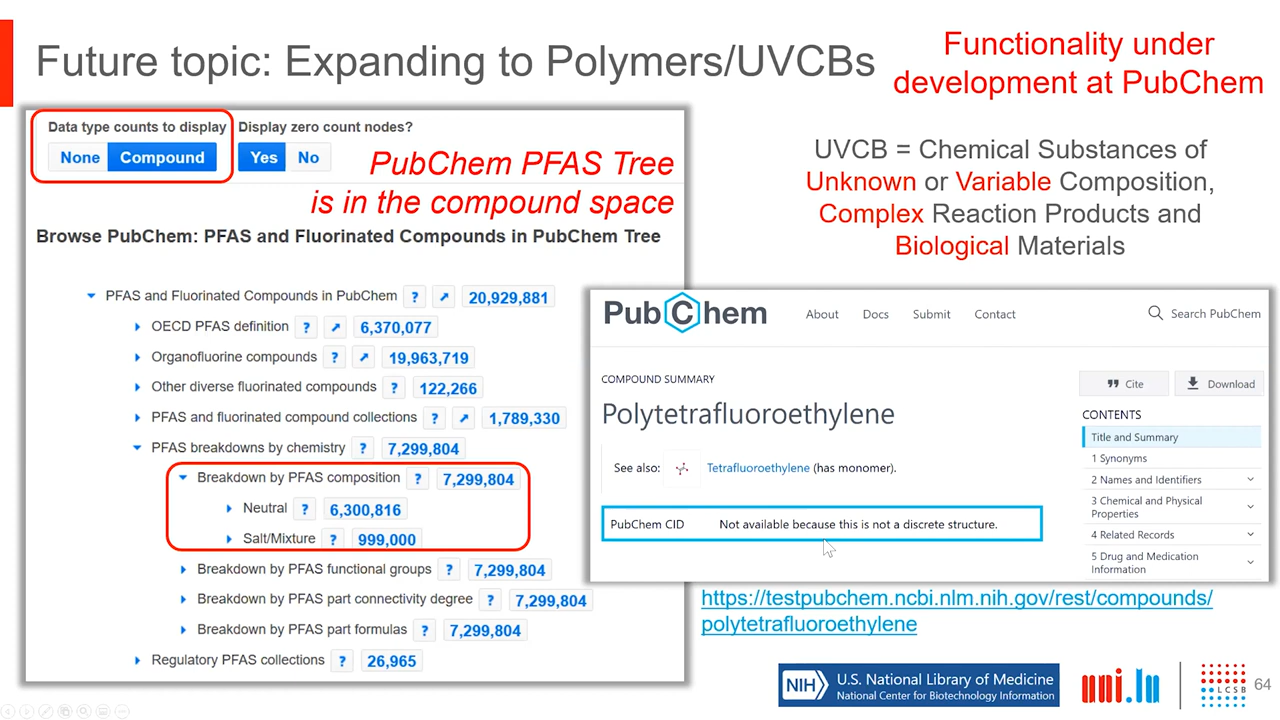 Future topic: Expanding to Polymers/UVCBs
Functionality under
development at PubChem
Data type counts to display
Display zero count nodes?
None
Compound
Yes
No
PubChem PFAS Tree
is in the compound space
Browse PubChem: PFAS and Fluorinated Compounds in PubChem Tree
PFAS and Fluorinated Compounds in PubChem ? 20,929,881
OECD PFAS definition ? 6,370,077
Organofluorine compounds ? 19,963,719
Other diverse fluorinated compounds ? 122,266
PFAS and fluorinated compound collections ? 1,789,330
PFAS breakdowns by chemistry ? 7,299,804
Breakdown by PFAS composition ? 7,299,804
Neutral ? 6,300,816
Salt/Mixture ? 999,000
Breakdown by PFAS functional groups ? 7,299,804
Breakdown by PFAS part connectivity degree ? 7,299,804
Breakdown by PFAS part formulas ? 7,299,804
Regulatory PFAS collections ? 26,965
UVCB = Chemical Substances of
Unknown or Variable Composition,
Complex Reaction Products and
Biological Materials
PubChem
About
Docs
Submit
Contact
Search PubChem
COMPOUND SUMMARY
Cite
Download
Polytetrafluoroethylene
See also:
Tetrafluoroethylene (has monomer).
PubChem CID
Not available because this is not a discrete structure.
CONTENTS
Title and Summary
1 Synonyms
2 Names and Identifiers
3 Chemical and Physical
Properties
4 Related Records
5 Drug and Medication
Information
https://testpubchem.ncbi.nlm.nih.gov/rest/compounds/
polytetrafluoroethylene
NIH
U.S. National Library of Medicine
National Center for Biotechnology Information
uni.lu
LCSB
64